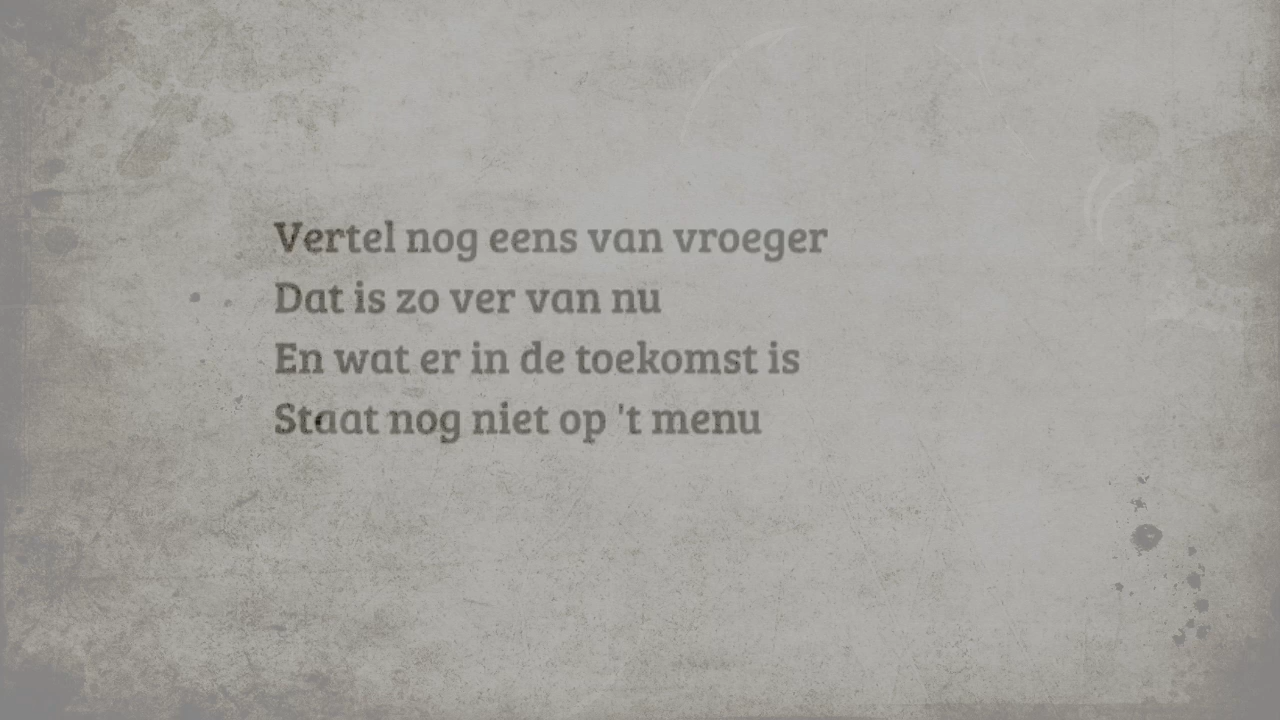 Vertel nog eens van vroeger
Dat is zo ver van nu
En wat er in de toekomst is
Staat nog niet op 't menu